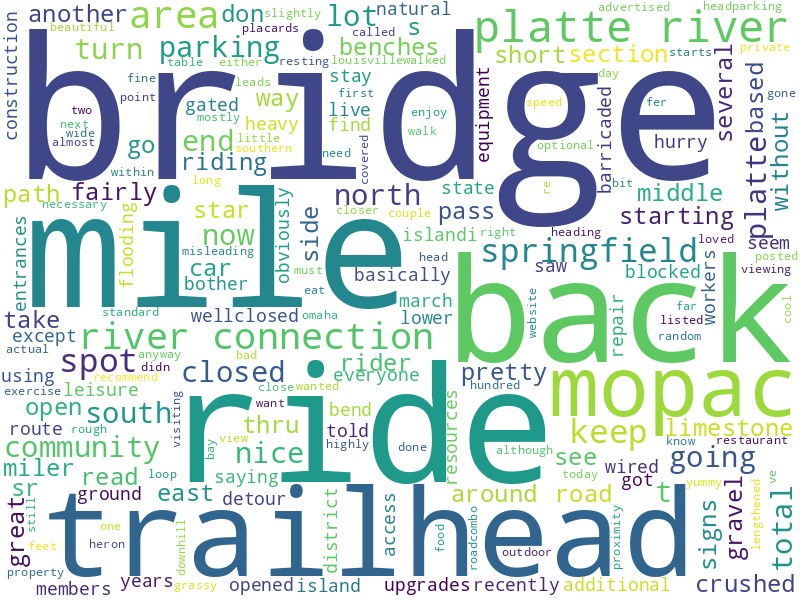 another
area
don
slightly
placards
advertised
headparking
platte river
beautiful
called
construction
bridge
turn
parking
lot
s
benches
short
section
starts
private
table
either
resting
louisvillewalked
fine
leads
point
mostly
gated
way
stay
first
day
speed
fer
gone
several
two
next
wide
almost
go
heavy
live
find
enjoy
walk
covered
equipment
optional
barricaded
hurry
based
without
platte
within
end
little
southern
need
riding
re
path
fairly
long
north
state
middle
necessary
mile
star
now
obviously
side
pass
closer
couple
starting
bit
heading
loved
posted
entrances
flooding
misleading
car
bother
islandi
right
springfield
seem
must
head
basically
saw
blocked
workers
viewing
standard
eat
omaha
march
lower
website
repair
far
listed
random
cool
take
wellclosed
back
except
actual
river connection
anyway
bad
didn
rider
everyone
spot
closed
pretty
mopac
using
recommend
close
wanted
hundred
exercise
leisure
want
visiting
open
south
thru
bend
highly
resources
keep
limestone
route
rough
ride
told
done
although
know
restaurant
community
nice
view
bay
see
wired
going
miler
read
loop
saying
today
got
yummy
ve
sr
ground
east
detour
district
access
around road
t
signs
gravel
lengthened
total
great
still
one
feet
heron
downhill
trailhead
food
roadcombo
outdoor
proximity
property
members
years
grassy
opened
island
upgrades
recently
additional
crushed
natural